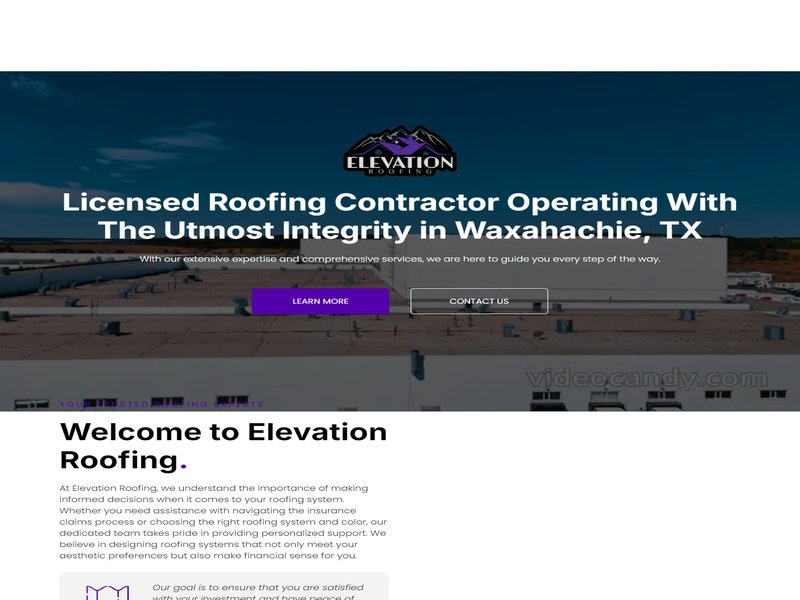 ELEVATION
ROOFING
Licensed Roofing Contractor Operating With
The Utmost Integrity in Waxahachie, TX
With our extensive expertise and comprehensive services, we are here to guide you every step of the way.
LEARN MORE
CONTACT US
videocandy.com
YOUR TRUSTED ROOFING EXPERTS
Welcome to Elevation
Roofing.
At Elevation Roofing, we understand the importance of making
informed decisions when it comes to your roofing system.
Whether you need assistance with navigating the insurance
claims process or choosing the right roofing system and color, our
dedicated team takes pride in providing personalized support. We
believe in designing roofing systems that not only meet your
aesthetic preferences but also make financial sense for you.
Our goal is to ensure that you are satisfied
with your investment and have peace of